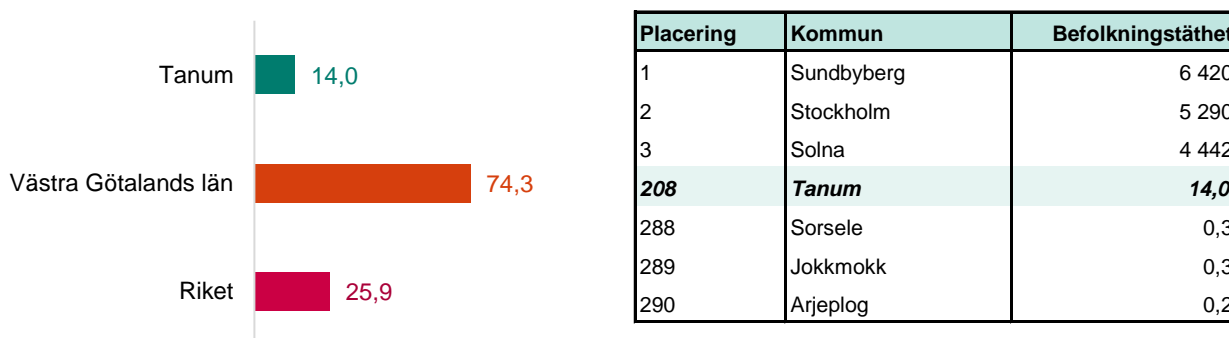 Tanum 14,0
Västra Götalands län 74,3
Riket 25,9
Placering Kommun Befolkningstäthet
1 Sundbyberg 6 420
2 Stockholm 5 290
3 Solna 4 442
208 Tanum 14,0
288 Sorsele 0,3
289 Jokkmokk 0,3
290 Arjeplog 0,2